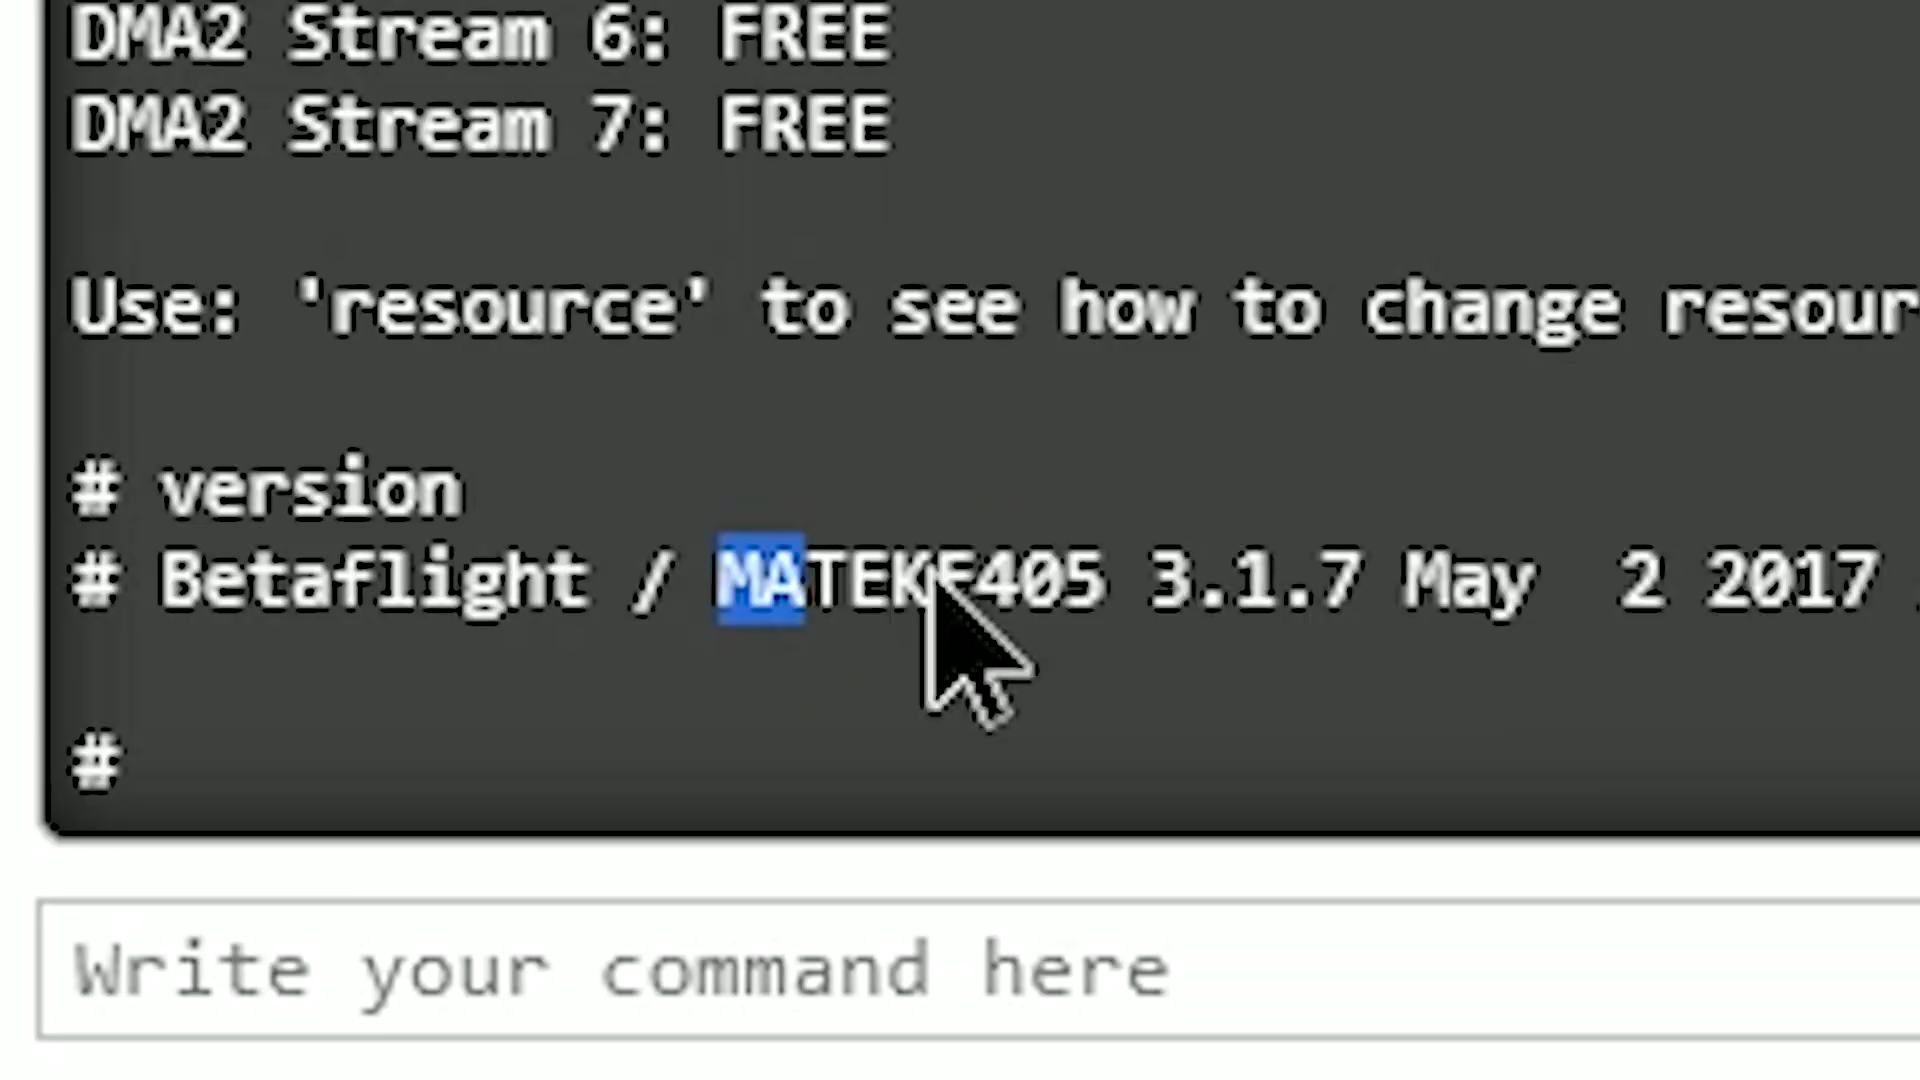 DMA2 Stream 6: FREE
DMA2 Stream 7: FREE
Use: 'resource' to see how to change resour
# version
# Betaflight / MATEKF405 3.1.7 May  2 2017
#
Write your command here